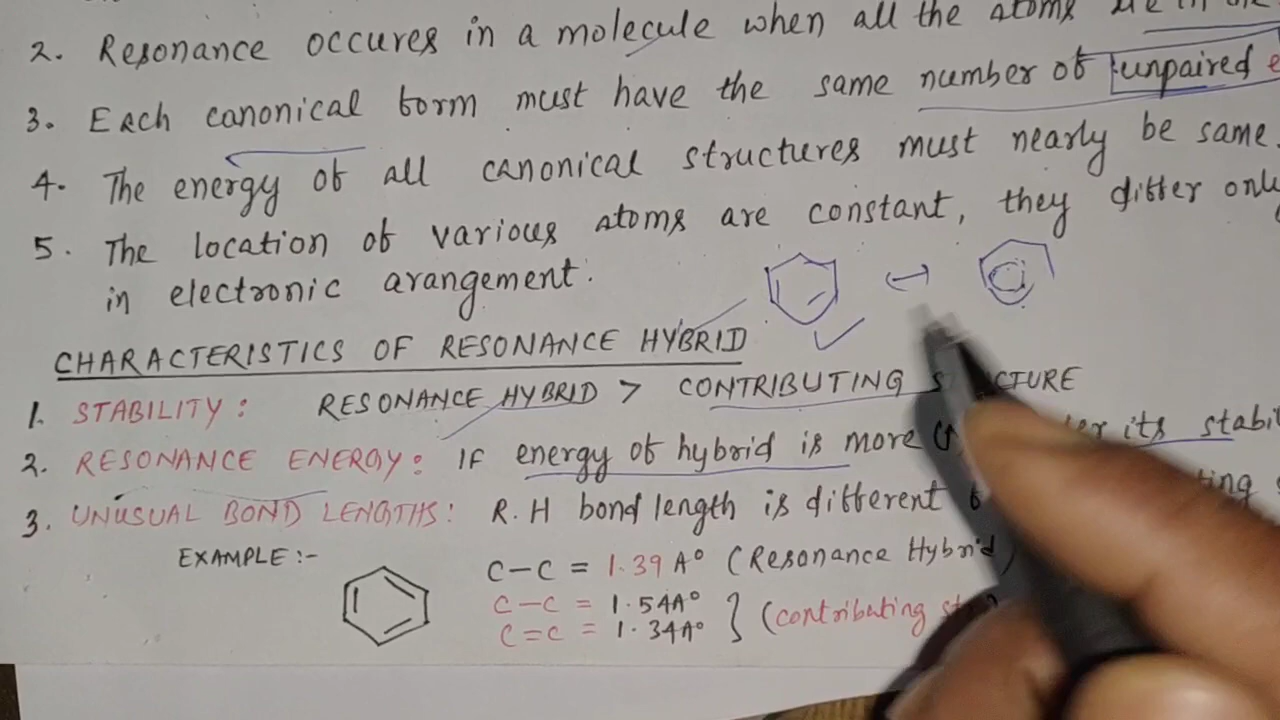 2. Resonance occures in a molecule when all the atoms
3. Each canonical form must have the same number of unpaired
4. The energy of all canonical structures must nearly be same.
5. The location of various atoms are constant, they differ only
in electronic arangement.
CHARACTERISTICS OF RESONANCE HYBRID
1. STABILITY: RESONANCE HYBRID > CONTRIBUTING
2. RESONANCE ENERGY: IF energy of hybrid is more its
3. UNUSUAL BOND LENGTHS: R.H bond length is different
EXAMPLE:- C-C = 1.39 A° (Resonance Hybrid)
C-C = 1.54A°
C=C = 1.34A° } (contributing